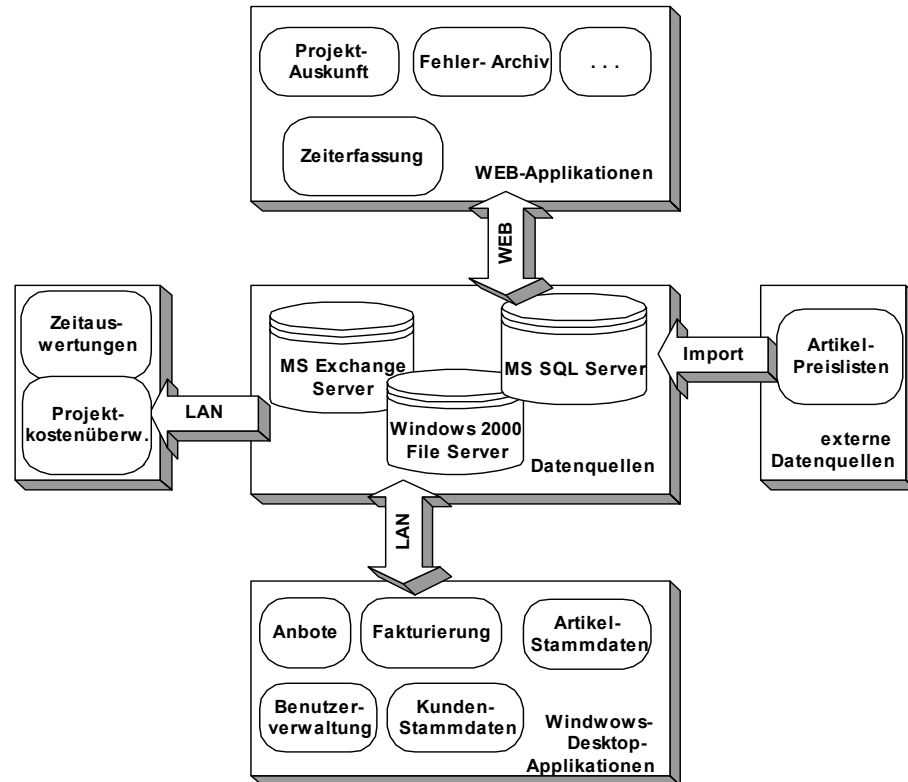 Projekt-
Auskunft
Fehler- Archiv
. . .
Zeiterfassung
WEB-Applikationen
WEB
Zeitaus-
wertungen
Projekt-
kostenüberw.
LAN
MS Exchange
Server
MS SQL Server
Windows 2000
File Server
Datenquellen
Import
Artikel-
Preislisten
externe
Datenquellen
LAN
Anbote
Fakturierung
Artikel-
Stammdaten
Benutzer-
verwaltung
Kunden-
Stammdaten
Windwows-
Desktop-
Applikationen